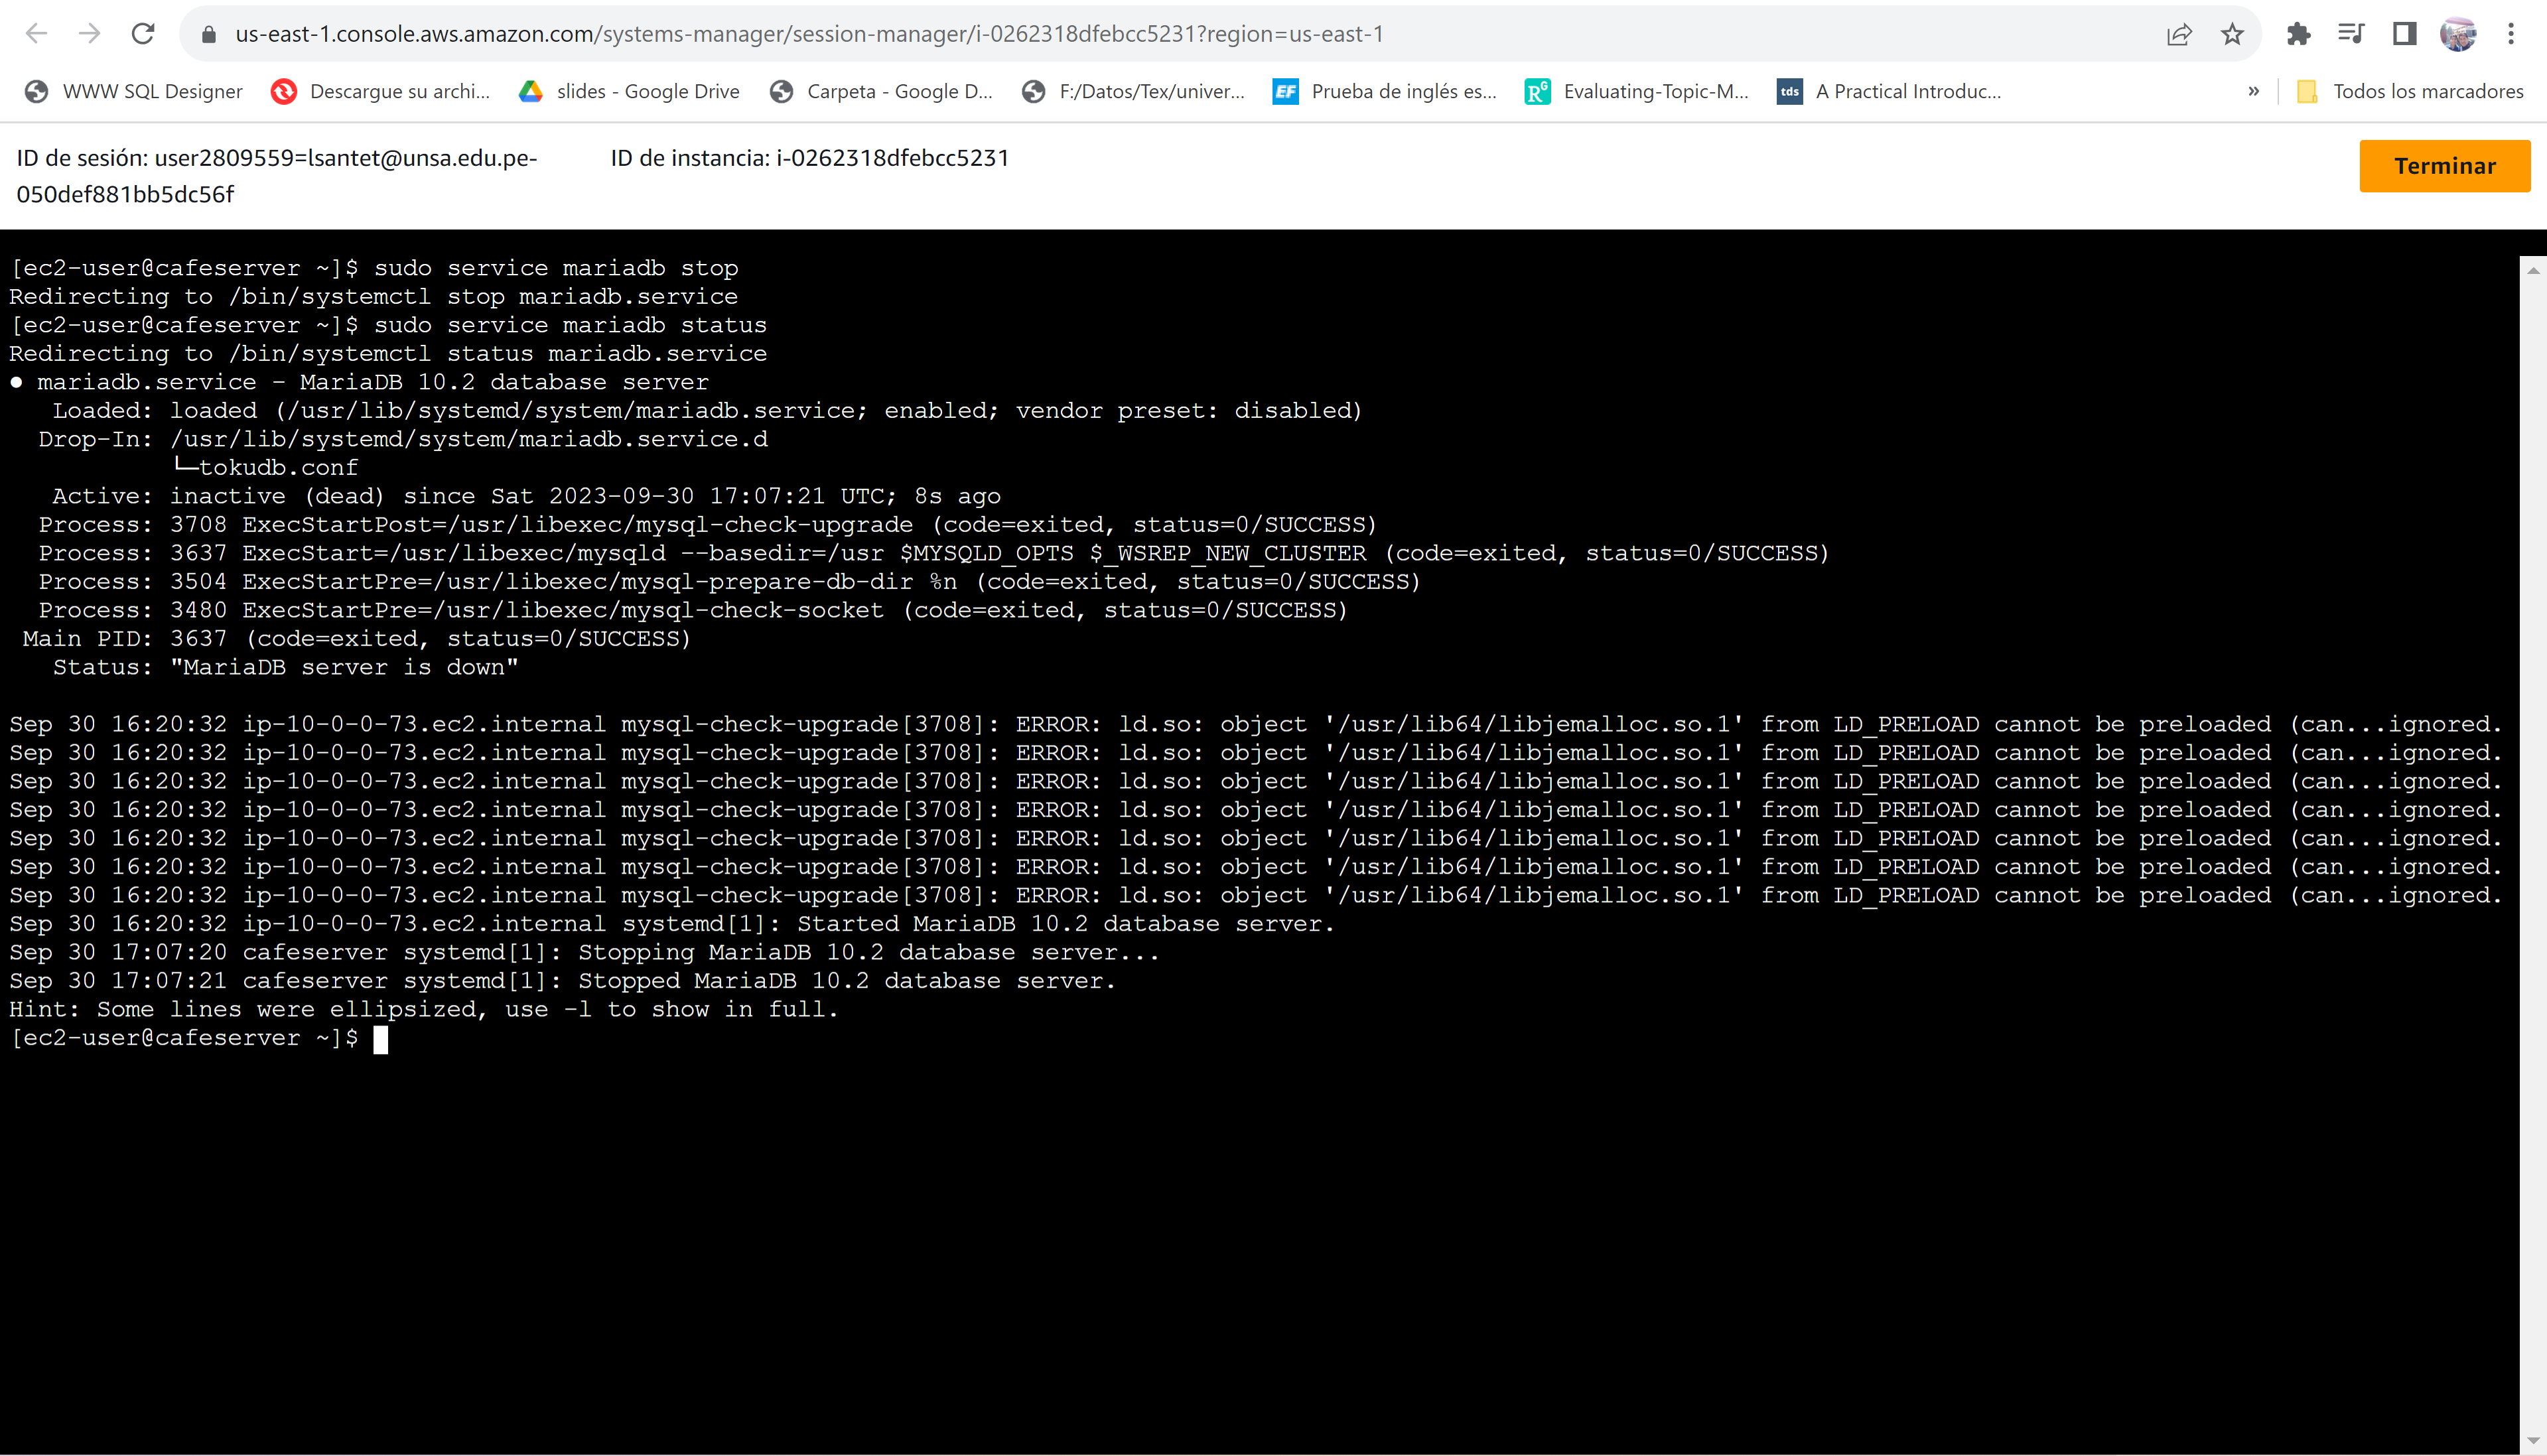 us-east-1.console.aws.amazon.com/systems-manager/session-manager/i-0262318dfebcc5231?region=us-east-1
WWW SQL Designer Descargue su archi... slides - Google Drive Carpeta - Google D... F:/Datos/Tex/univer... EF Prueba de inglés es... RG Evaluating-Topic-M... tds A Practical Introduc... » Todos los marcadores
ID de sesión: user2809559=lsantet@unsa.edu.pe-050def881bb5dc56f ID de instancia: i-0262318dfebcc5231 Terminar
[ec2-user@cafeserver ~]$ sudo service mariadb stop
Redirecting to /bin/systemctl stop mariadb.service
[ec2-user@cafeserver ~]$ sudo service mariadb status
Redirecting to /bin/systemctl status mariadb.service
● mariadb.service - MariaDB 10.2 database server
Loaded: loaded (/usr/lib/systemd/system/mariadb.service; enabled; vendor preset: disabled)
Drop-In: /usr/lib/systemd/system/mariadb.service.d
└─tokudb.conf
Active: inactive (dead) since Sat 2023-09-30 17:07:21 UTC; 8s ago
Process: 3708 ExecStartPost=/usr/libexec/mysql-check-upgrade (code=exited, status=0/SUCCESS)
Process: 3637 ExecStart=/usr/libexec/mysqld --basedir=/usr $MYSQLD_OPTS $_WSREP_NEW_CLUSTER (code=exited, status=0/SUCCESS)
Process: 3504 ExecStartPre=/usr/libexec/mysql-prepare-db-dir %n (code=exited, status=0/SUCCESS)
Process: 3480 ExecStartPre=/usr/libexec/mysql-check-socket (code=exited, status=0/SUCCESS)
Main PID: 3637 (code=exited, status=0/SUCCESS)
Status: "MariaDB server is down"
Sep 30 16:20:32 ip-10-0-0-73.ec2.internal mysql-check-upgrade[3708]: ERROR: ld.so: object '/usr/lib64/libjemalloc.so.1' from LD_PRELOAD cannot be preloaded (can...ignored.
Sep 30 16:20:32 ip-10-0-0-73.ec2.internal mysql-check-upgrade[3708]: ERROR: ld.so: object '/usr/lib64/libjemalloc.so.1' from LD_PRELOAD cannot be preloaded (can...ignored.
Sep 30 16:20:32 ip-10-0-0-73.ec2.internal mysql-check-upgrade[3708]: ERROR: ld.so: object '/usr/lib64/libjemalloc.so.1' from LD_PRELOAD cannot be preloaded (can...ignored.
Sep 30 16:20:32 ip-10-0-0-73.ec2.internal mysql-check-upgrade[3708]: ERROR: ld.so: object '/usr/lib64/libjemalloc.so.1' from LD_PRELOAD cannot be preloaded (can...ignored.
Sep 30 16:20:32 ip-10-0-0-73.ec2.internal mysql-check-upgrade[3708]: ERROR: ld.so: object '/usr/lib64/libjemalloc.so.1' from LD_PRELOAD cannot be preloaded (can...ignored.
Sep 30 16:20:32 ip-10-0-0-73.ec2.internal mysql-check-upgrade[3708]: ERROR: ld.so: object '/usr/lib64/libjemalloc.so.1' from LD_PRELOAD cannot be preloaded (can...ignored.
Sep 30 16:20:32 ip-10-0-0-73.ec2.internal mysql-check-upgrade[3708]: ERROR: ld.so: object '/usr/lib64/libjemalloc.so.1' from LD_PRELOAD cannot be preloaded (can...ignored.
Sep 30 16:20:32 ip-10-0-0-73.ec2.internal systemd[1]: Started MariaDB 10.2 database server.
Sep 30 17:07:20 cafeserver systemd[1]: Stopping MariaDB 10.2 database server...
Sep 30 17:07:21 cafeserver systemd[1]: Stopped MariaDB 10.2 database server.
Hint: Some lines were ellipsized, use -l to show in full.
[ec2-user@cafeserver ~]$